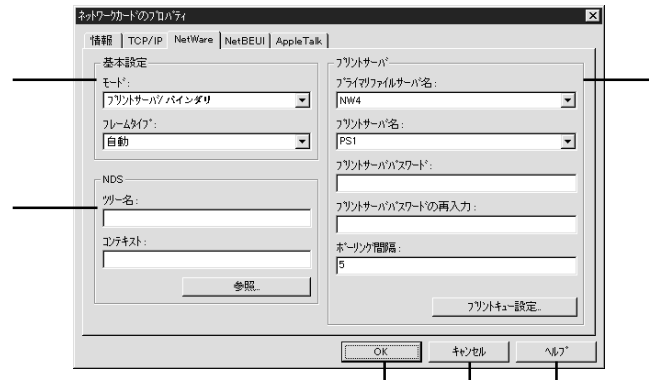 ネットワークカードのプロパティ
情報
TCP/IP
NetWare
NetBEUI
AppleTalk
基本設定
モード:
プリントサーバ/バインダリ
フレームタイプ:
自動
NDS
ツリー名:
コンテキスト:
参照...
プリントサーバ
プライマリファイルサーバ名:
NW4
プリントサーバ名:
PS1
プリントサーバパスワード:
プリントサーバパスワードの再入力:
ポーリング間隔:
5
プリントキュー設定...
OK
キャンセル
ヘルプ